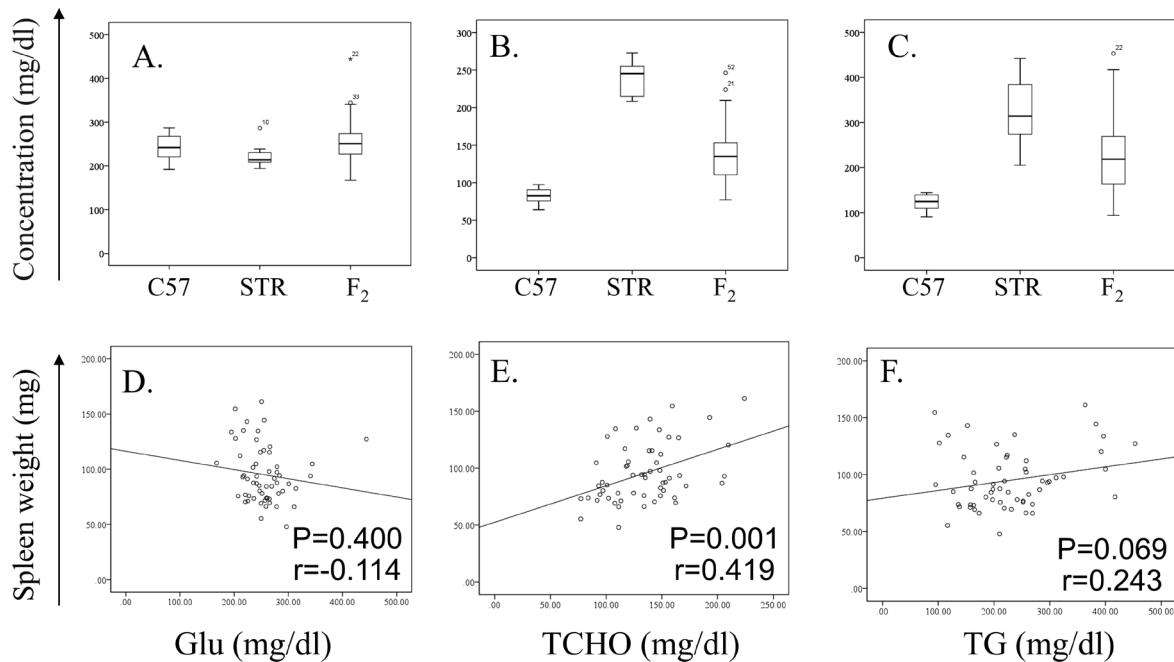 Concentration (mg/dl)
A.
500
400
300
200
100
0
22
33
10
C57 STR F2
B.
300
250
200
150
100
50
0
52
21
C57 STR F2
C.
500
400
300
200
100
0
22
C57 STR F2
Spleen weight (mg)
D.
200.00
150.00
100.00
50.00
.00
P=0.400
r=-0.114
.00 100.00 200.00 300.00 400.00 500.00
Glu (mg/dl)
E.
200.00
150.00
100.00
50.00
.00
P=0.001
r=0.419
.00 50.00 100.00 150.00 200.00 250.00
TCHO (mg/dl)
F.
200.00
150.00
100.00
50.00
.00
P=0.069
r=0.243
.00 100.00 200.00 300.00 400.00 500.00
TG (mg/dl)